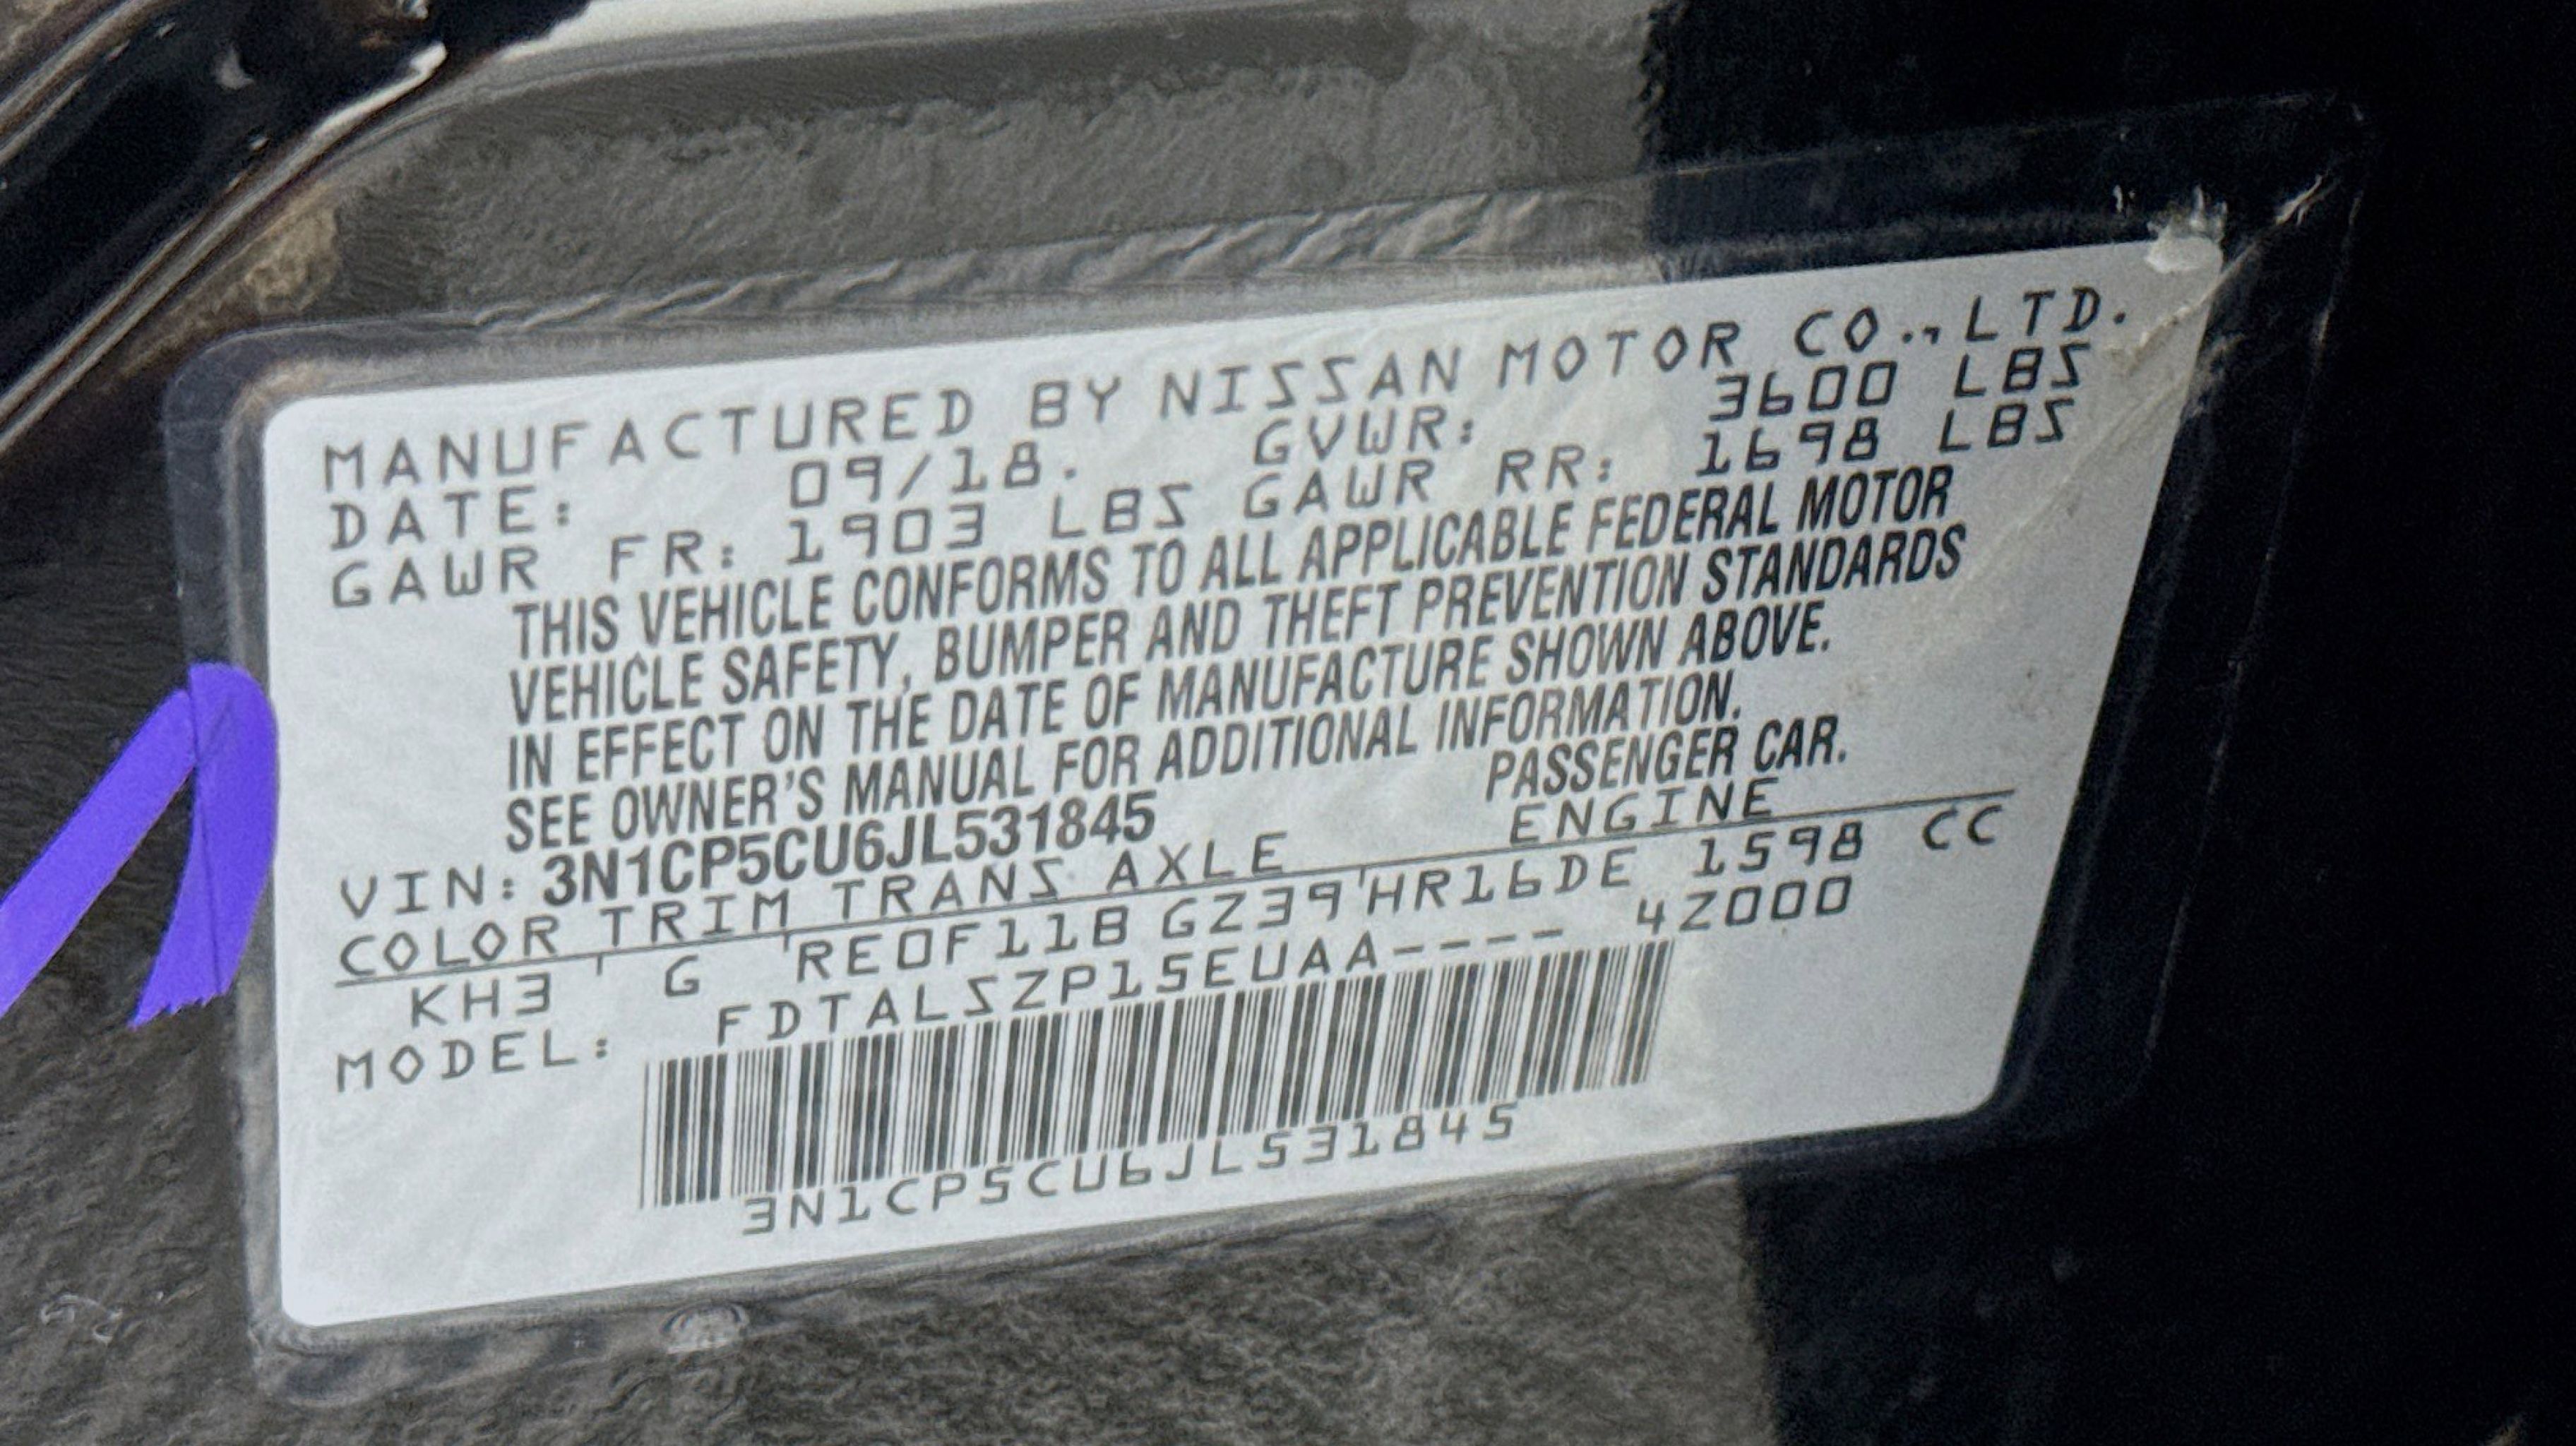 MANUFACTURED BY NISSAN MOTOR CO.,LTD.
DATE: 09/18. GVWR: 3600 LBS
GAWR FR: 1903 LBS GAWR RR: 1698 LBS
THIS VEHICLE CONFORMS TO ALL APPLICABLE FEDERAL MOTOR
VEHICLE SAFETY, BUMPER AND THEFT PREVENTION STANDARDS
IN EFFECT ON THE DATE OF MANUFACTURE SHOWN ABOVE.
SEE OWNER'S MANUAL FOR ADDITIONAL INFORMATION.
PASSENGER CAR.
VIN: 3N1CP5CU6JL531845
COLOR TRIM TRANS AXLE ENGINE
KH3 G RE0F11B GZ39 HR16DE 1598 CC
MODEL: FDTALSZP15EUAA---- 4Z000
3N1CP5CU6JL531845